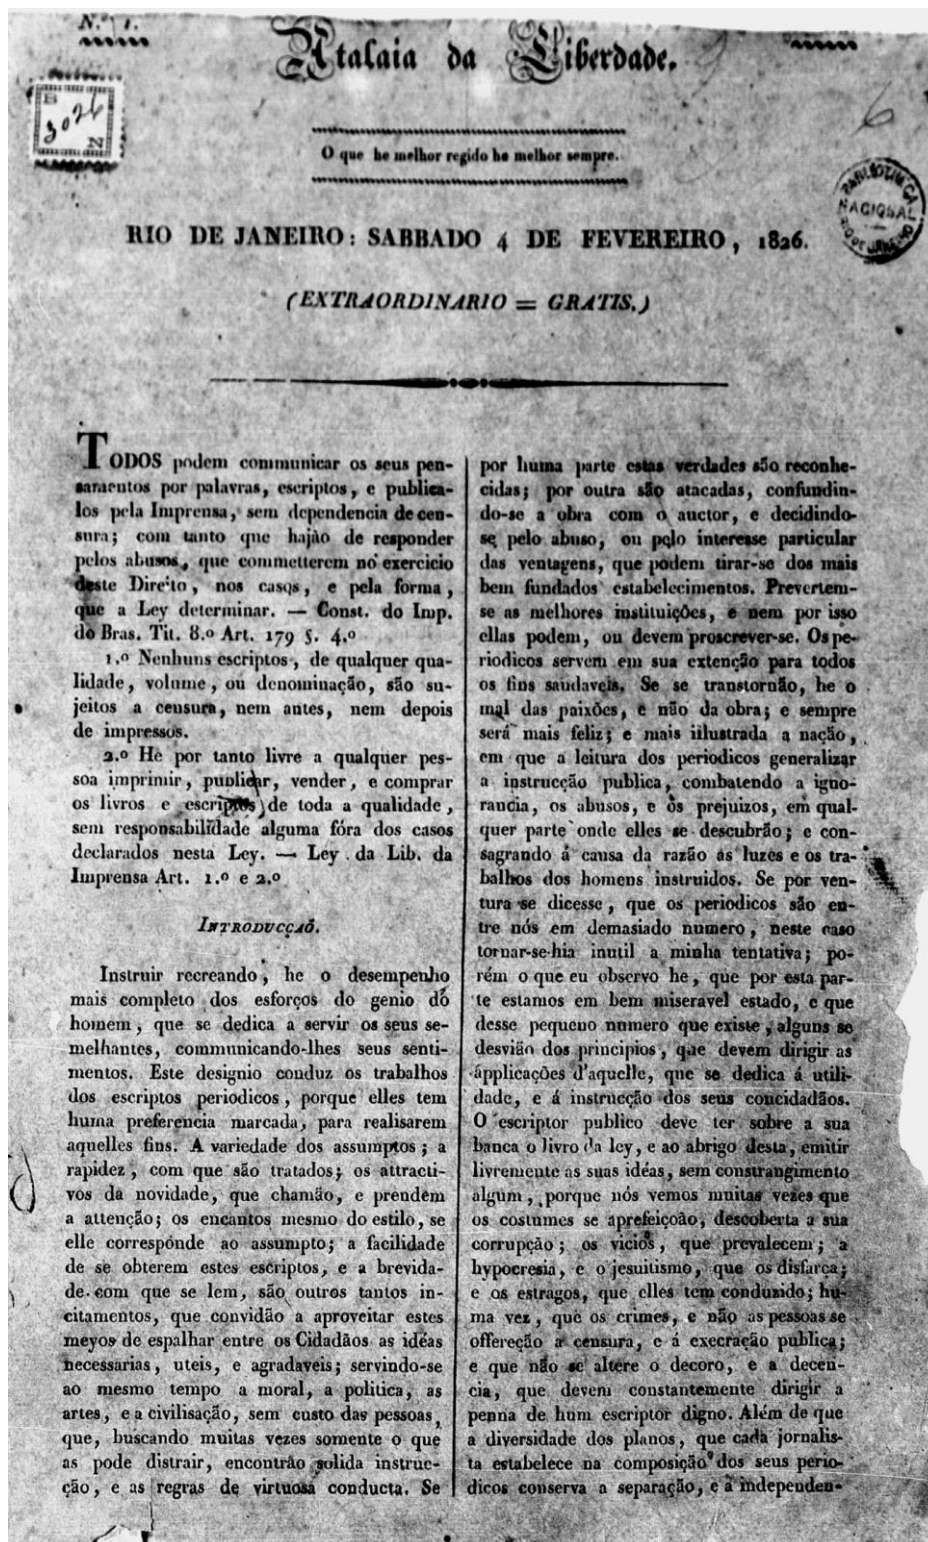 N.º 1.
Atalaia da Liberdade.
B
3026
N
6
O que he melhor regido he melhor sempre.
BIBLIOTHECA
NACIONAL
RIO DE JANEIRO
RIO DE JANEIRO: SABBADO 4 DE FEVEREIRO, 1826.
(EXTRAORDINARIO = GRATIS.)
TODOS podem communicar os seus pen-
samentos por palavras, escriptos, e publica-
los pela Imprensa, sem dependencia de cen-
sura; com tanto que hajão de responder
pelos abusos, que commetterem no exercicio
deste Direito, nos casos, e pela forma,
que a Ley determinar. — Const. do Imp.
do Bras. Tit. 8.º Art. 179 §. 4.º
1.º Nenhuns escriptos, de qualquer qua-
lidade, volume, ou denominação, são su-
jeitos a censura, nem antes, nem depois
de impressos.
2.º He por tanto livre a qualquer pes-
soa imprimir, publicar, vender, e comprar
os livros e escriptos de toda a qualidade,
sem responsabilidade alguma fóra dos casos
declarados nesta Ley. — Ley da Lib. da
Imprensa Art. 1.º e 2.º
INTRODUCÇAÕ.
Instruir recreando, he o desempenho
mais completo dos esforços do genio do
homem, que se dedica a servir os seus se-
melhantes, communicando-lhes seus senti-
mentos. Este designio conduz os trabalhos
dos escriptos periodicos, porque elles tem
huma preferencia marcada, para realisarem
aquelles fins. A variedade dos assumptos; a
rapidez, com que são tratados; os attracti-
vos da novidade, que chamão, e prendem
a attenção; os encantos mesmo do estilo, se
elle corresponde ao assumpto; a facilidade
de se obterem estes escriptos, e a brevida-
de com que se lem, são outros tantos in-
citamentos, que convidão a aproveitar estes
meyos de espalhar entre os Cidadãos as idéas
necessarias, uteis, e agradaveis; servindo-se
ao mesmo tempo a moral, a politica, as
artes, e a civilisação, sem custo das pessoas,
que, buscando muitas vezes somente o que
as pode distrair, encontrão solida instruc-
ção, e as regras de virtuosa conducta. Se
por huma parte estas verdades são reconhe-
cidas; por outra são atacadas, confundin-
do-se a obra com o auctor, e decidindo-
se pelo abuso, ou pelo interesse particular
das ventagens, que podem tirar-se dos mais
bem fundados estabelecimentos. Prevertem-
se as melhores instituições, e nem por isso
ellas podem, ou devem proscrever-se. Os pe-
riodicos servem em sua extenção para todos
os fins saudaveis. Se se transtornão, he o
mal das paixões, e não da obra; e sempre
será mais feliz; e mais illustrada a nação,
em que a leitura dos periodicos generalizar
a instrucção publica, combatendo a igno-
rancia, os abusos, e os prejuizos, em qual-
quer parte onde elles se descubrão; e con-
sagrando á causa da razão as luzes e os tra-
balhos dos homens instruidos. Se por ven-
tura se dicesse, que os periodicos são en-
tre nós em demasiado numero, neste caso
tornar-se-hia inutil a minha tentativa; po-
rém o que eu observo he, que por esta par-
te estamos em bem miseravel estado, e que
desse pequeno numero que existe, alguns se
desvião dos principios, que devem dirigir as
applicações d'aquelle, que se dedica á utili-
dade, e á instrucção dos seus concidadãos.
O escriptor publico deve ter sobre a sua
banca o livro da ley, e ao abrigo desta, emitir
livremente as suas idéas, sem constrangimento
algum, porque nós vemos muitas vezes que
os costumes se aprefeiçoão, descoberta a sua
corrupção; os vicios, que prevalecem; a
hypocresia, e o jesuitismo, que os disfarça;
e os estragos, que elles tem conduzido; hu-
ma vez, que os crimes, e não as pessoas se
offereção a censura, e á execração publica;
e que não se altere o decoro, e a decen-
cia, que devem constantemente dirigir a
penna de hum escriptor digno. Além de que
a diversidade dos planos, que cada jornalis-
ta estabelece na composição dos seus perio-
dicos conserva a separação, e a independen-